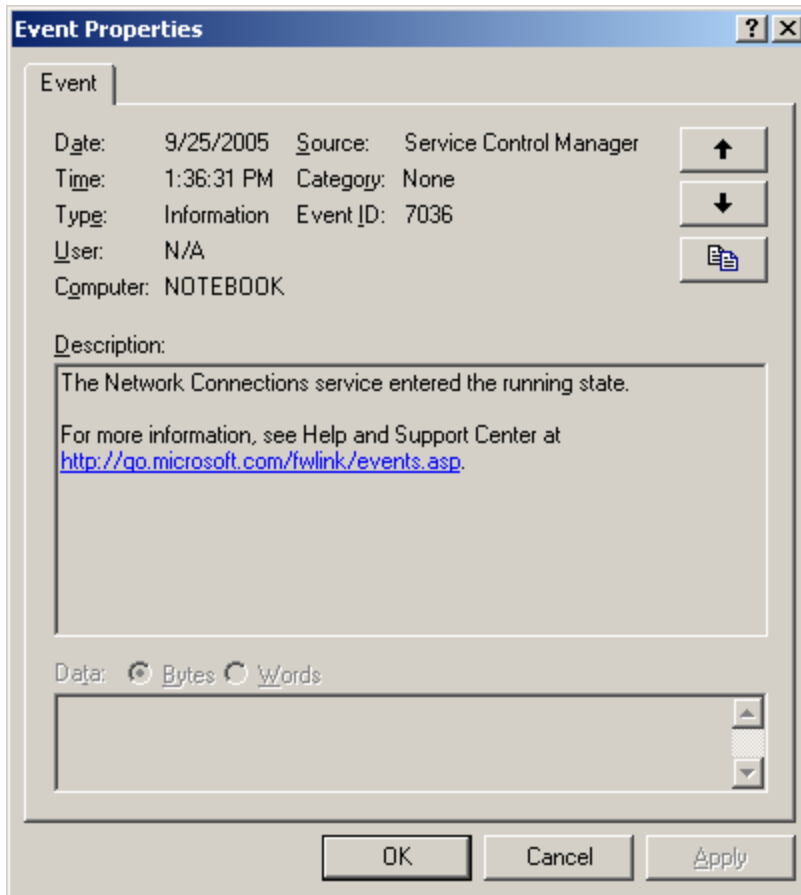 Event Properties
Event
Date: 9/25/2005 Source: Service Control Manager
Time: 1:36:31 PM Category: None
Type: Information Event ID: 7036
User: N/A
Computer: NOTEBOOK
Description:
The Network Connections service entered the running state.
For more information, see Help and Support Center at
http://go.microsoft.com/fwlink/events.asp.
Data: Bytes Words
OK Cancel Apply